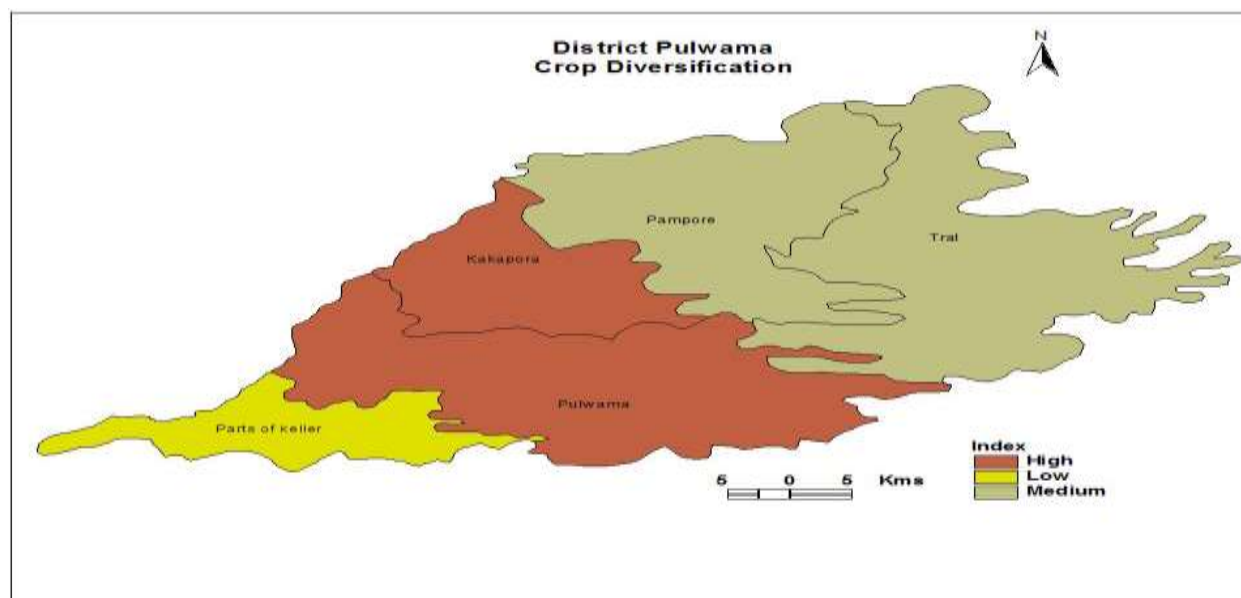 District Pulwama
Crop Diversification
N
Pampore
Tral
Kakapora
Pulwama
Parts of keller
Index
High
Low
Medium
5 0 5 Kms